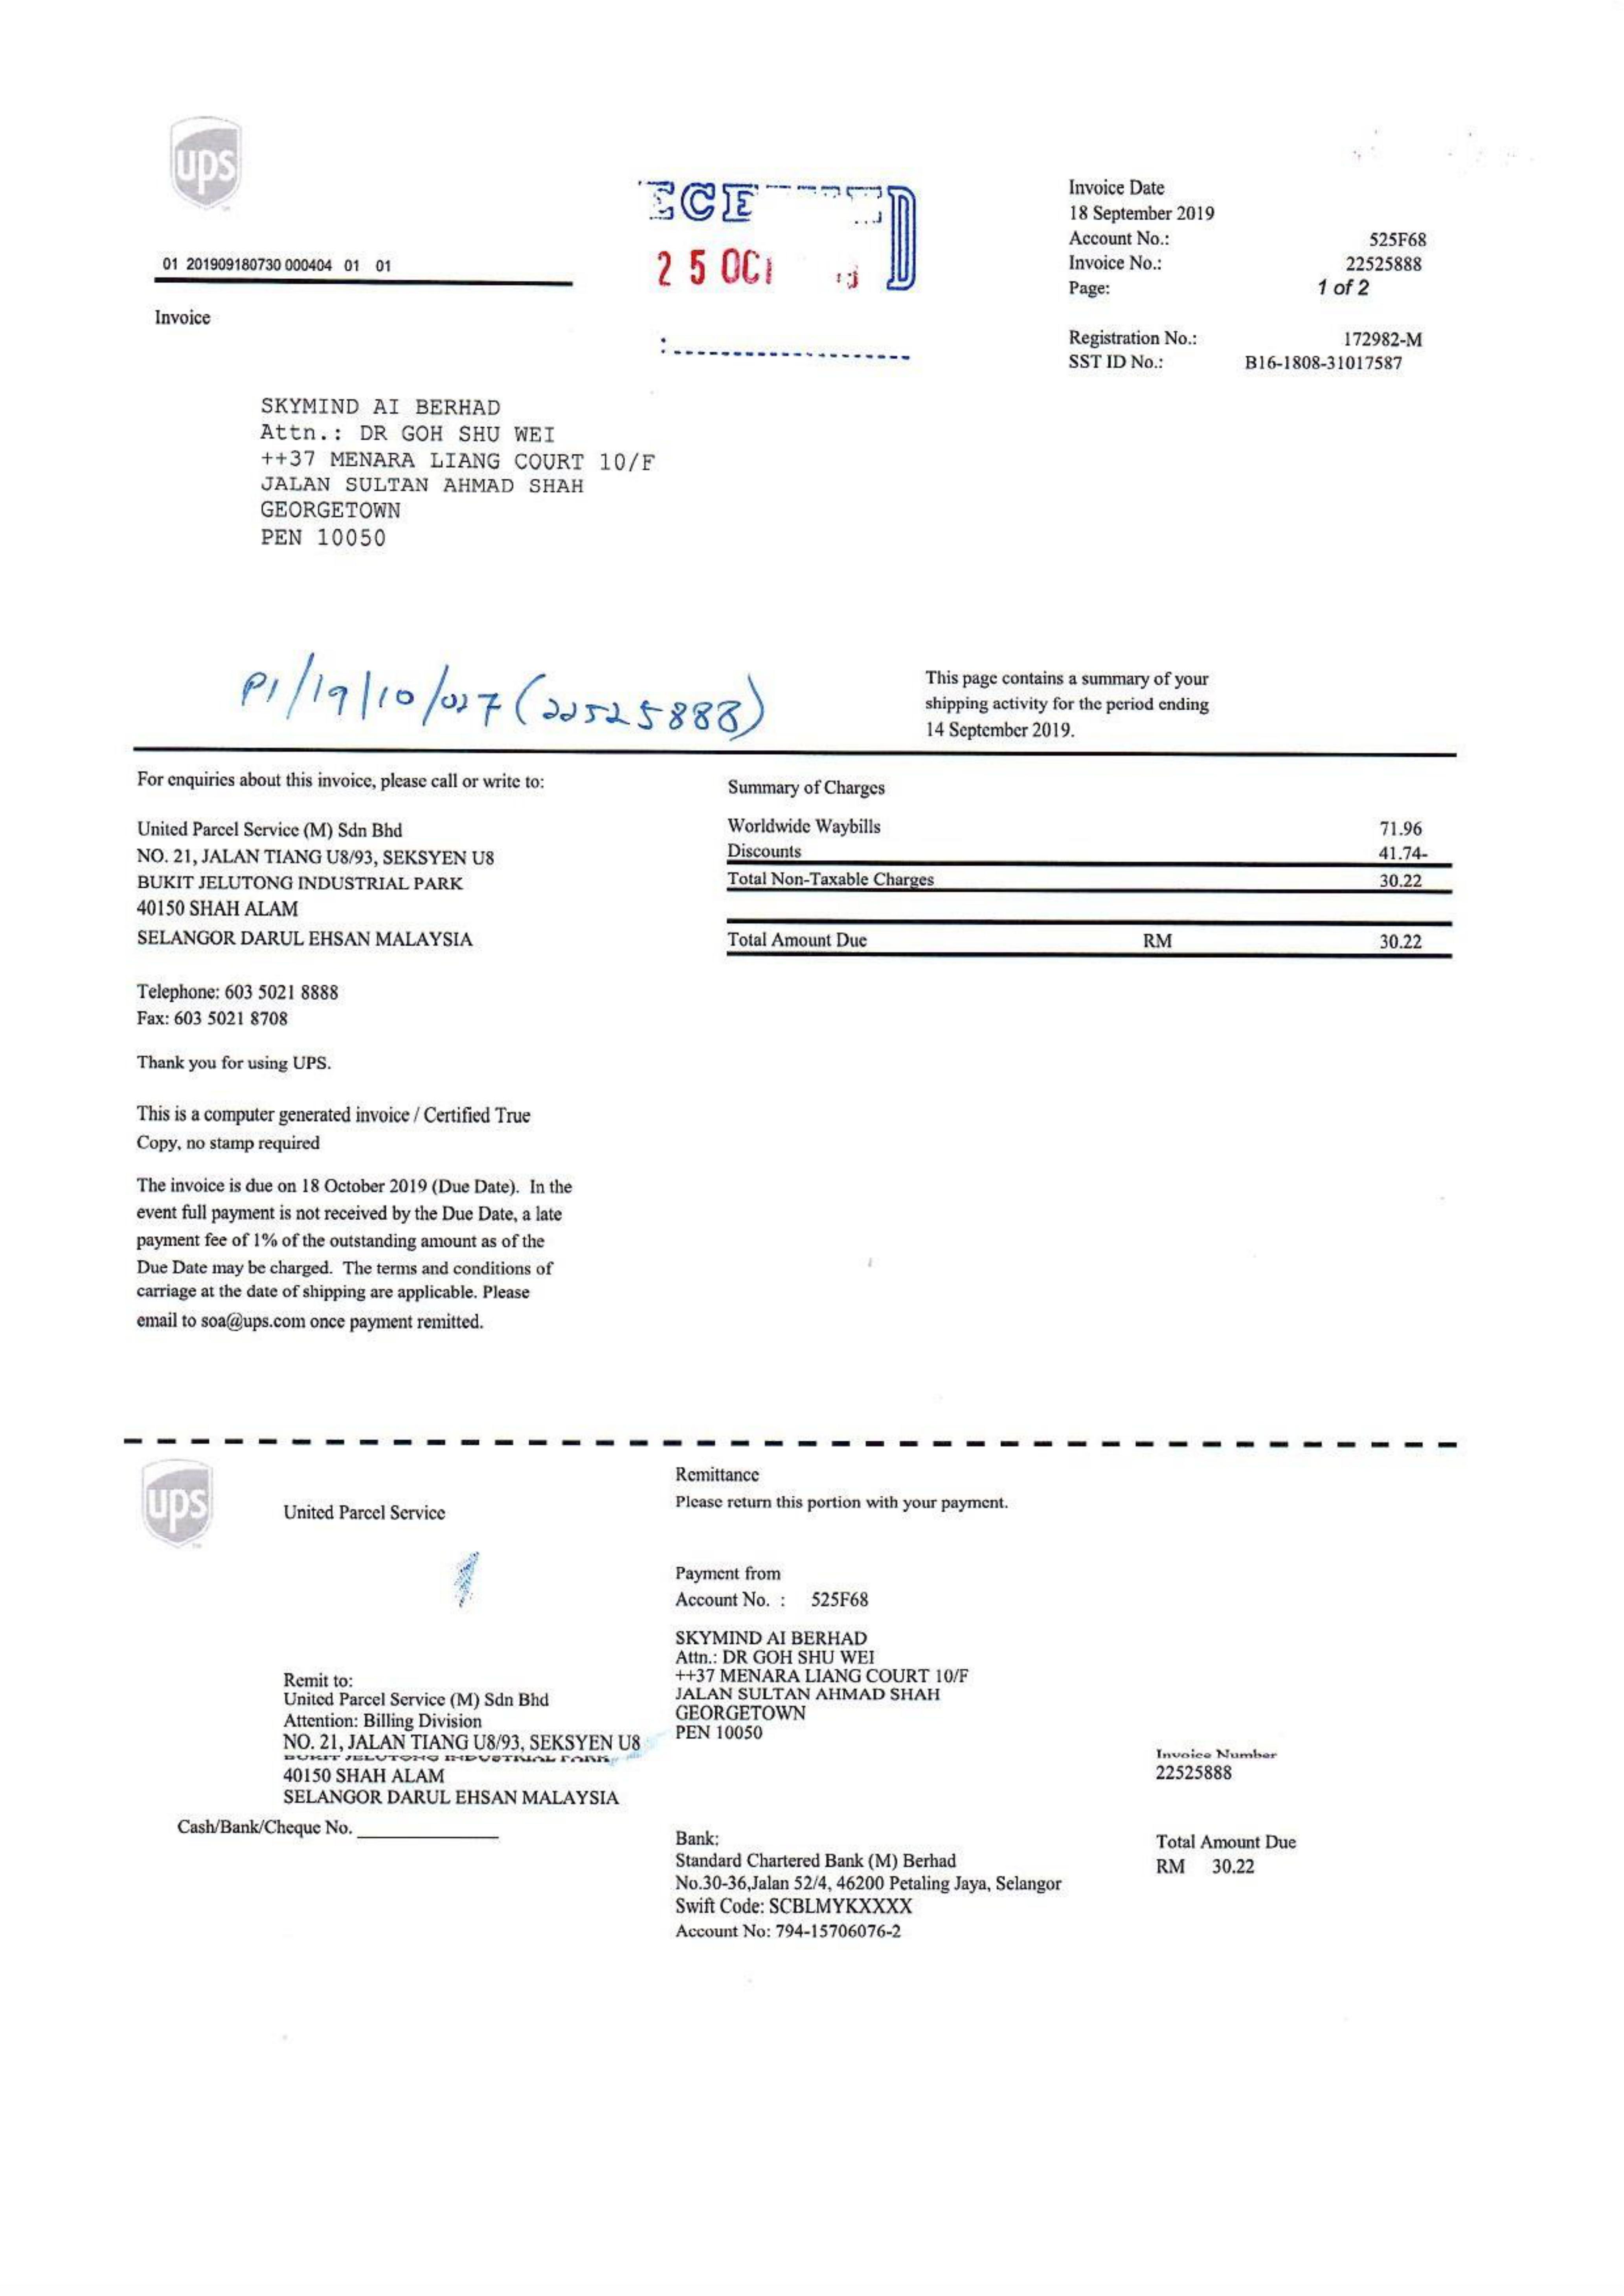 ups
Invoice Date
18 September 2019
Account No.: 525F68
Invoice No.: 22525888
Page: 1 of 2
Registration No.: 172982-M
SST ID No.: B16-1808-31017587
01 201909180730 000404 01 01
Invoice
ECE D
25 OCT
SKYMIND AI BERHAD
Attn.: DR GOH SHU WEI
++37 MENARA LIANG COURT 10/F
JALAN SULTAN AHMAD SHAH
GEORGETOWN
PEN 10050
PI/19/10/027 (22525888)
This page contains a summary of your
shipping activity for the period ending
14 September 2019.
For enquiries about this invoice, please call or write to:
United Parcel Service (M) Sdn Bhd
NO. 21, JALAN TIANG U8/93, SEKSYEN U8
BUKIT JELUTONG INDUSTRIAL PARK
40150 SHAH ALAM
SELANGOR DARUL EHSAN MALAYSIA
Telephone: 603 5021 8888
Fax: 603 5021 8708
Thank you for using UPS.
This is a computer generated invoice / Certified True
Copy, no stamp required
The invoice is due on 18 October 2019 (Due Date). In the
event full payment is not received by the Due Date, a late
payment fee of 1% of the outstanding amount as of the
Due Date may be charged. The terms and conditions of
carriage at the date of shipping are applicable. Please
email to soa@ups.com once payment remitted.
Summary of Charges
Worldwide Waybills 71.96
Discounts 41.74-
Total Non-Taxable Charges 30.22
Total Amount Due RM 30.22
ups
United Parcel Service
Remittance
Please return this portion with your payment.
Payment from
Account No. : 525F68
SKYMIND AI BERHAD
Attn.: DR GOH SHU WEI
++37 MENARA LIANG COURT 10/F
JALAN SULTAN AHMAD SHAH
GEORGETOWN
PEN 10050
Remit to:
United Parcel Service (M) Sdn Bhd
Attention: Billing Division
NO. 21, JALAN TIANG U8/93, SEKSYEN U8
BUKIT JELUTONG INDUSTRIAL PARK
40150 SHAH ALAM
SELANGOR DARUL EHSAN MALAYSIA
Cash/Bank/Cheque No.
Invoice Number
22525888
Bank:
Standard Chartered Bank (M) Berhad
No.30-36,Jalan 52/4, 46200 Petaling Jaya, Selangor
Swift Code: SCBLMYKXXXX
Account No: 794-15706076-2
Total Amount Due
RM 30.22